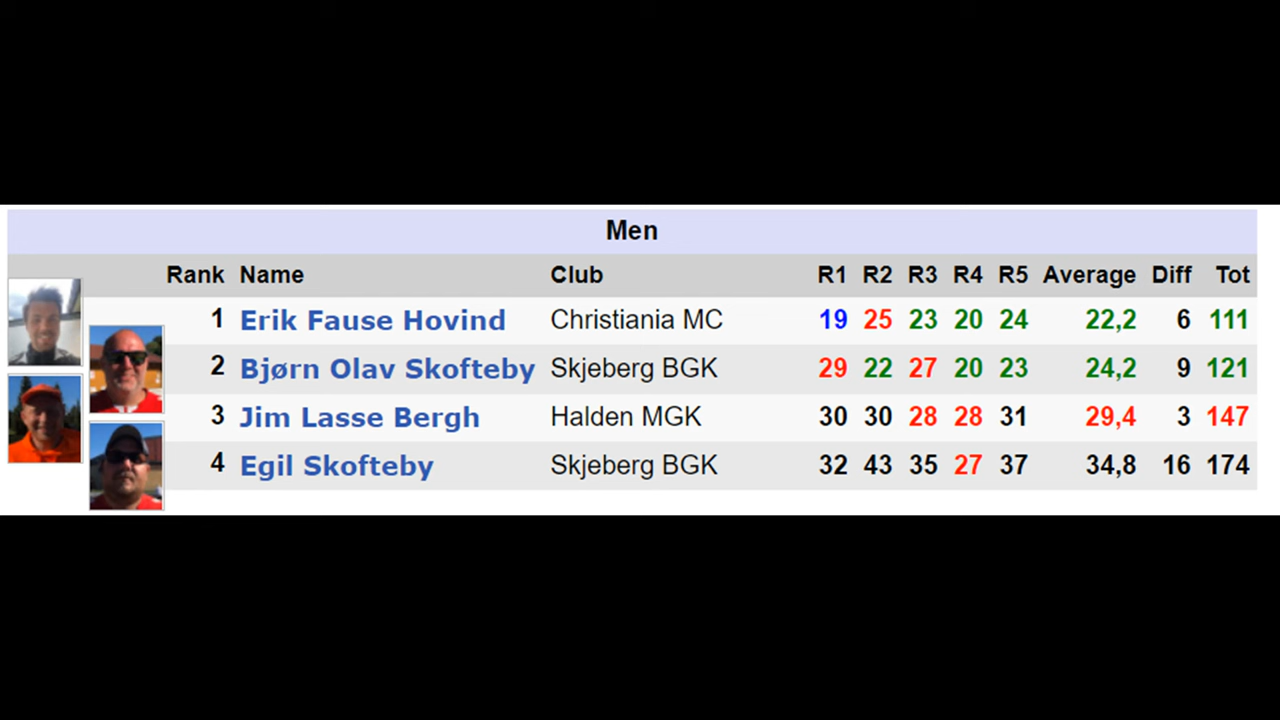 Men
Rank Name Club R1 R2 R3 R4 R5 Average Diff Tot
1 Erik Fause Hovind Christiania MC 19 25 23 20 24 22,2 6 111
2 Bjørn Olav Skofteby Skjeberg BGK 29 22 27 20 23 24,2 9 121
3 Jim Lasse Bergh Halden MGK 30 30 28 28 31 29,4 3 147
4 Egil Skofteby Skjeberg BGK 32 43 35 27 37 34,8 16 174